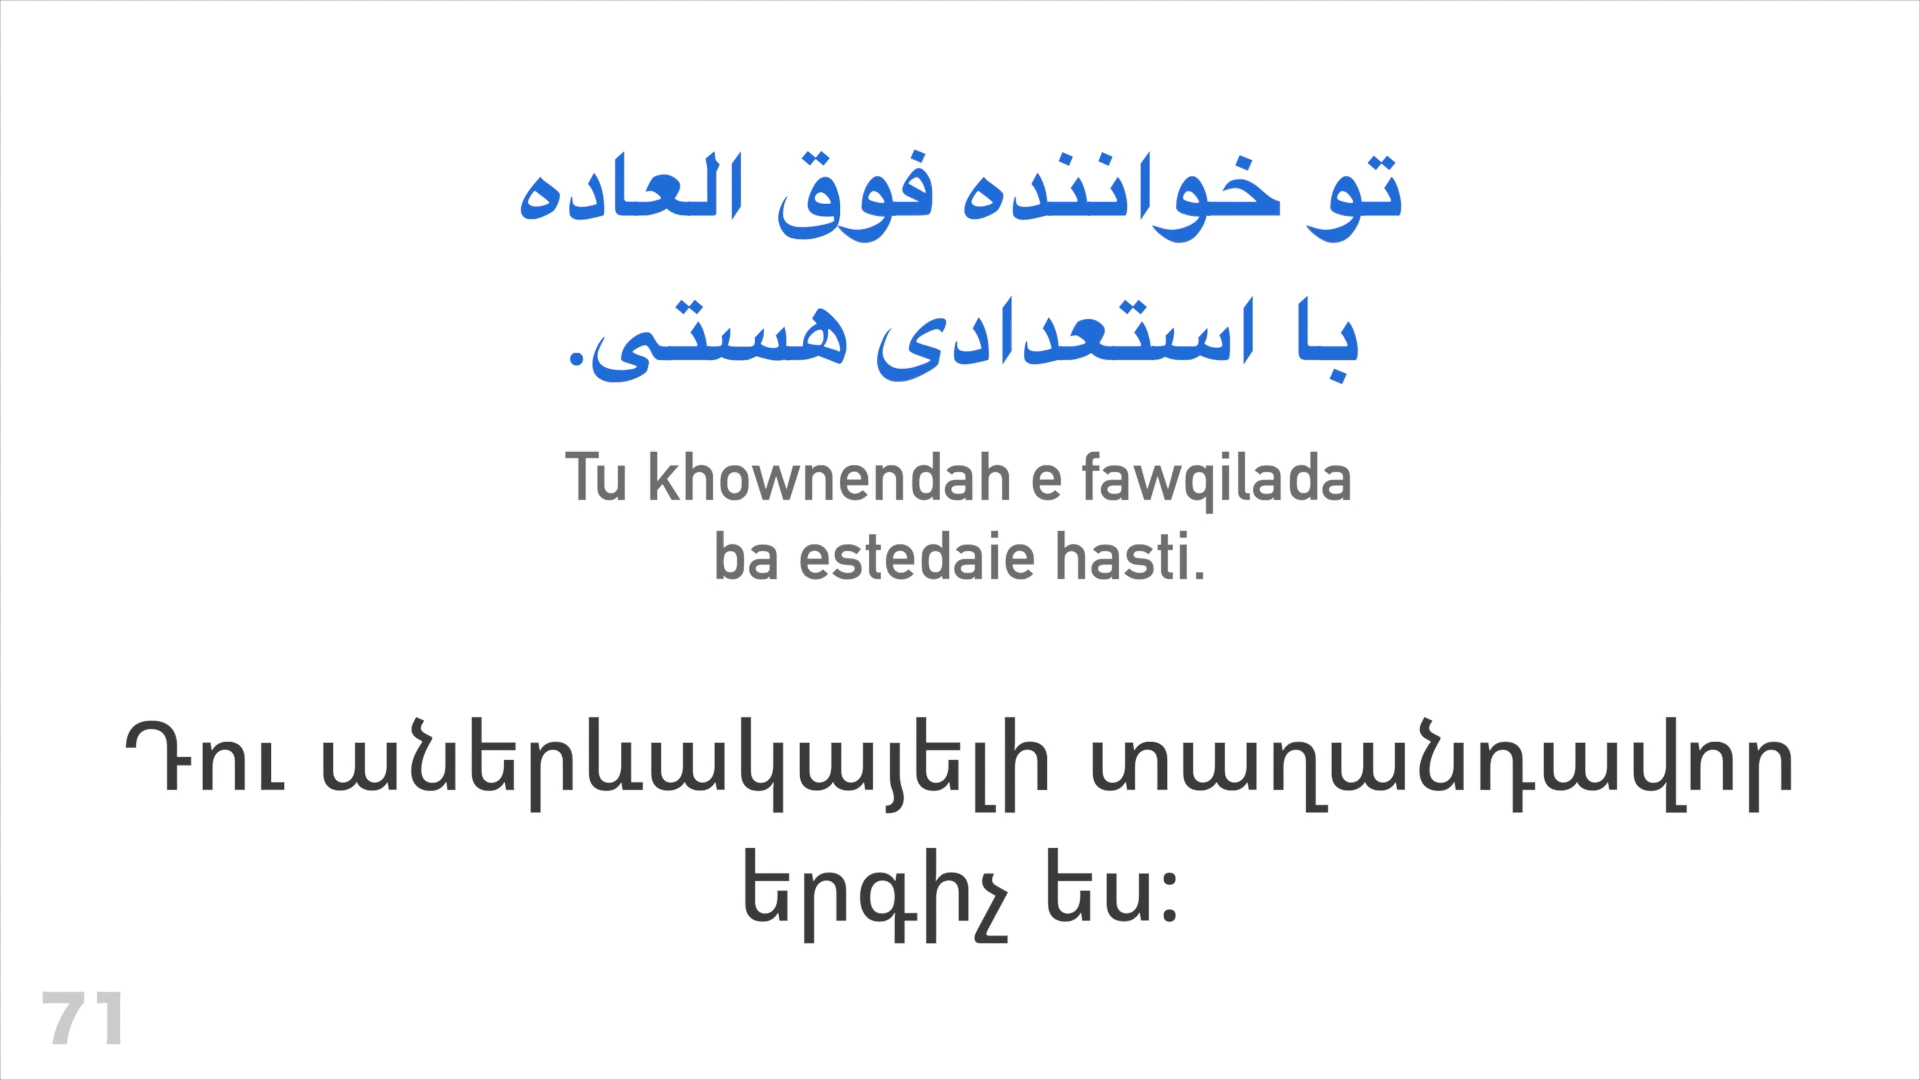 تو خواننده فوق العاده
با استعدادی هستی.
Tu khownendah e fawqilada
ba estedaie hasti.
Դու աներևակայելի տաղանդավոր
երգիչ ես:
71